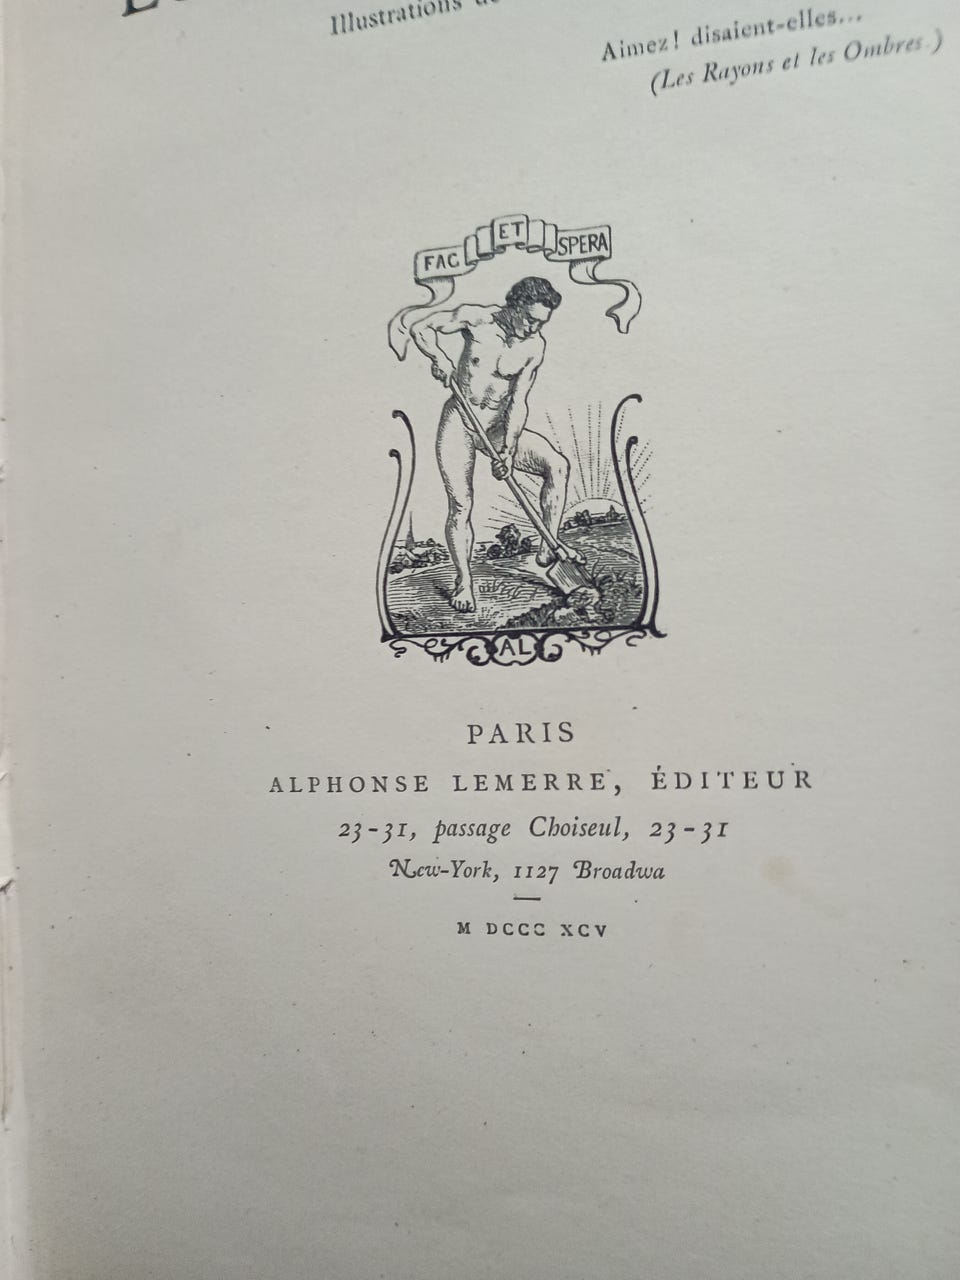 Illustrations
Aimez! disaient-elles...
(Les Rayons et les Ombres.)
FAC ET SPERA
AL
PARIS
ALPHONSE LEMERRE, ÉDITEUR
23-31, passage Choiseul, 23-31
New-York, 1127 Broadwa
M DCCC XCV